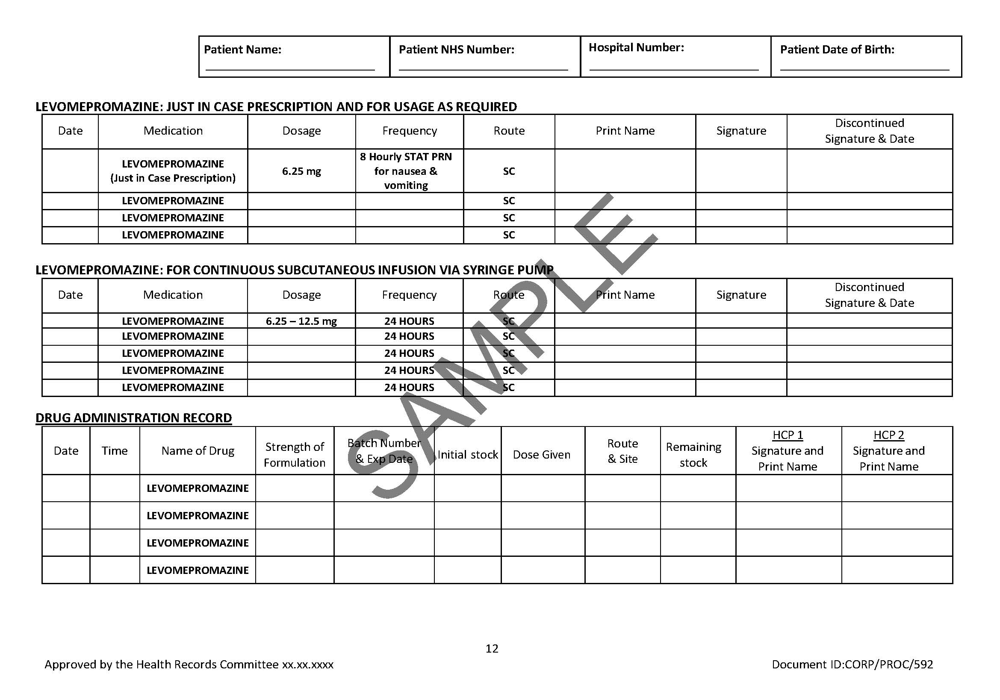 Patient Name:
Patient NHS Number:
Hospital Number:
Patient Date of Birth:
LEVOMEPROMAZINE: JUST IN CASE PRESCRIPTION AND FOR USAGE AS REQUIRED
Date Medication Dosage Frequency Route Print Name Signature Discontinued
Signature & Date
LEVOMEPROMAZINE
(Just in Case Prescription)
6.25 mg
8 Hourly STAT PRN
for nausea &
vomiting
SC
LEVOMEPROMAZINE SC
LEVOMEPROMAZINE SC
LEVOMEPROMAZINE SC
LEVOMEPROMAZINE: FOR CONTINUOUS SUBCUTANEOUS INFUSION VIA SYRINGE PUMP
Date Medication Dosage Frequency Route Print Name Signature Discontinued
Signature & Date
LEVOMEPROMAZINE 6.25 – 12.5 mg 24 HOURS SC
LEVOMEPROMAZINE 24 HOURS SC
LEVOMEPROMAZINE 24 HOURS SC
LEVOMEPROMAZINE 24 HOURS SC
LEVOMEPROMAZINE 24 HOURS SC
SAMPLE
DRUG ADMINISTRATION RECORD
Date
Time
Name of Drug
Strength of
Formulation
Batch Number
& Exp Date
Initial stock
Dose Given
Route
& Site
Remaining
stock
HCP 1
Signature and
Print Name
HCP 2
Signature and
Print Name
LEVOMEPROMAZINE
LEVOMEPROMAZINE
LEVOMEPROMAZINE
LEVOMEPROMAZINE
12
Approved by the Health Records Committee xx.xx.xxxx
Document ID:CORP/PROC/592